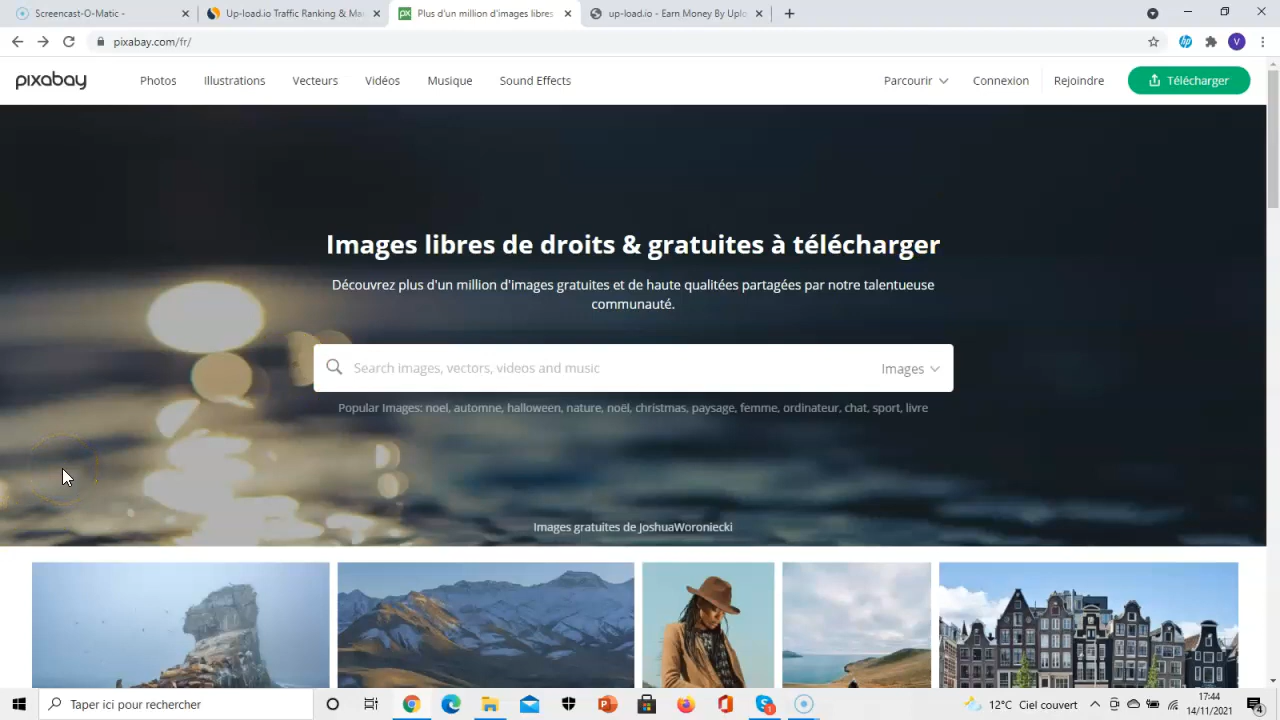 Screencast-O-Matic
Up-load.io Traffic Ranking & Ma
Plus d'un million d'images libres
up-load.io - Earn Money By Uplo
pixabay.com/fr/
V
pixabay
Photos
Illustrations
Vecteurs
Vidéos
Musique
Sound Effects
Parcourir
Connexion
Rejoindre
Télécharger
Images libres de droits & gratuites à télécharger
Découvrez plus d'un million d'images gratuites et de haute qualitées partagées par notre talentueuse
communauté.
Search images, vectors, videos and music
Images
Popular Images: noel, automne, halloween, nature, noël, christmas, paysage, femme, ordinateur, chat, sport, livre
Images gratuites de JoshuaWoroniecki
Taper ici pour rechercher
12°C Ciel couvert
17:44
14/11/2021
4